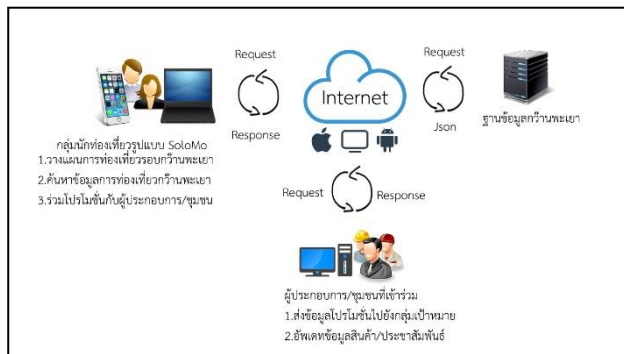 Request
Response
Internet
Request
Json
ฐานข้อมูลกว๊านพะเยา
กลุ่มนักท่องเที่ยวรูปแบบ SoloMo
1.วางแผนการท่องเที่ยวรอบกว๊านพะเยา
2.ค้นหาข้อมูลการท่องเที่ยวกว๊านพะเยา
3.ร่วมโปรโมชั่นกับผู้ประกอบการ/ชุมชน
Request
Response
ผู้ประกอบการ/ชุมชนที่เข้าร่วม
1.ส่งข้อมูลโปรโมชั่นไปยังกลุ่มเป้าหมาย
2.อัพเดทข้อมูลสินค้า/ประชาสัมพันธ์